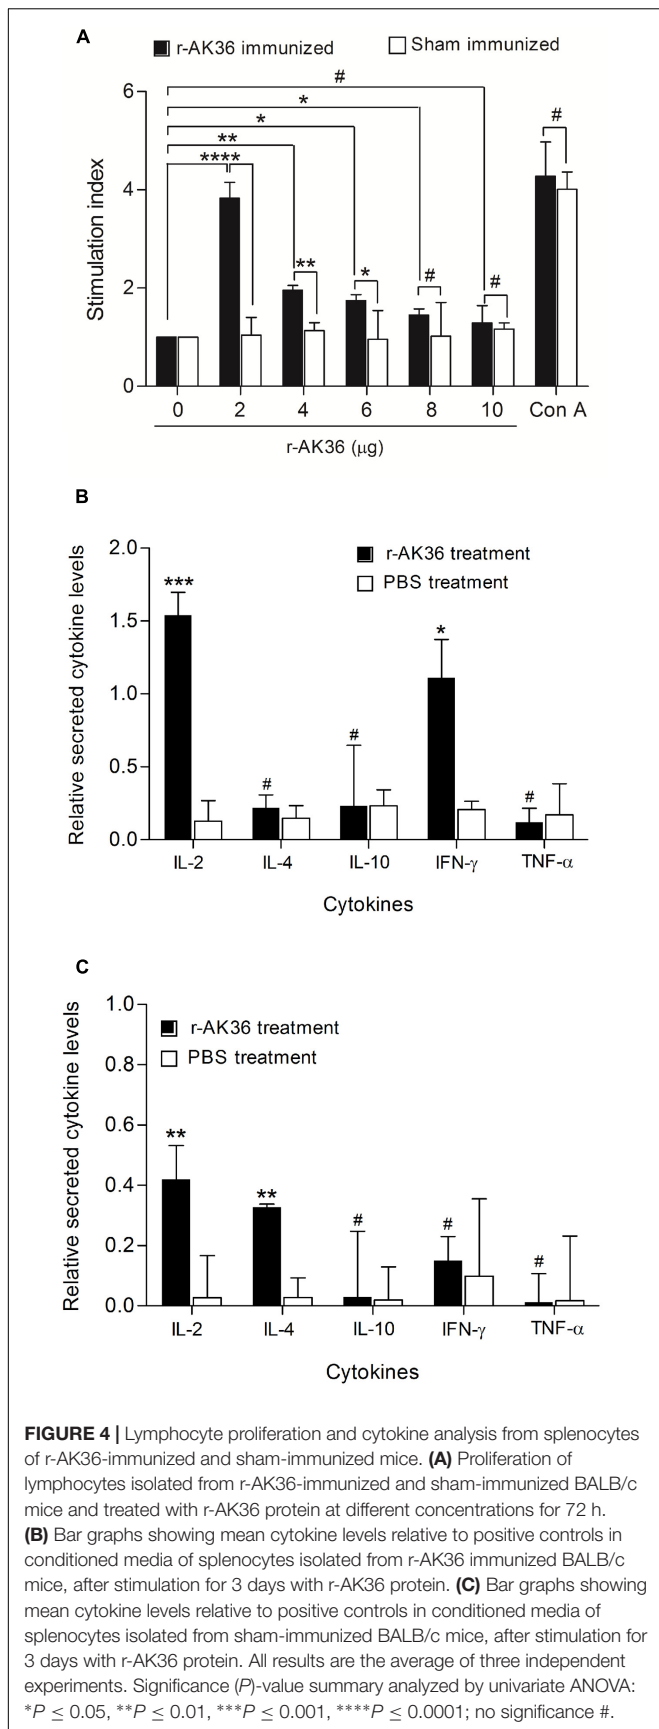 A
r-AK36 immunized
Sham immunized
#
*
*
**
****
**
*
#
#
#
Stimulation index
6
4
2
0
0 2 4 6 8 10 Con A
r-AK36 (μg)
B
Relative secreted cytokine levels
2.0
1.5
1.0
0.5
0.0
r-AK36 treatment
PBS treatment
***
#
#
*
#
IL-2 IL-4 IL-10 IFN-γ TNF-α
Cytokines
C
Relative secreted cytokine levels
1.0
0.8
0.6
0.4
0.2
0.0
r-AK36 treatment
PBS treatment
**
**
#
#
#
IL-2 IL-4 IL-10 IFN-γ TNF-α
Cytokines
FIGURE 4 | Lymphocyte proliferation and cytokine analysis from splenocytes
of r-AK36-immunized and sham-immunized mice. (A) Proliferation of
lymphocytes isolated from r-AK36-immunized and sham-immunized BALB/c
mice and treated with r-AK36 protein at different concentrations for 72 h.
(B) Bar graphs showing mean cytokine levels relative to positive controls in
conditioned media of splenocytes isolated from r-AK36 immunized BALB/c
mice, after stimulation for 3 days with r-AK36 protein. (C) Bar graphs showing
mean cytokine levels relative to positive controls in conditioned media of
splenocytes isolated from sham-immunized BALB/c mice, after stimulation for
3 days with r-AK36 protein. All results are the average of three independent
experiments. Significance (P)-value summary analyzed by univariate ANOVA:
*P ≤ 0.05, **P ≤ 0.01, ***P ≤ 0.001, ****P ≤ 0.0001; no significance #.